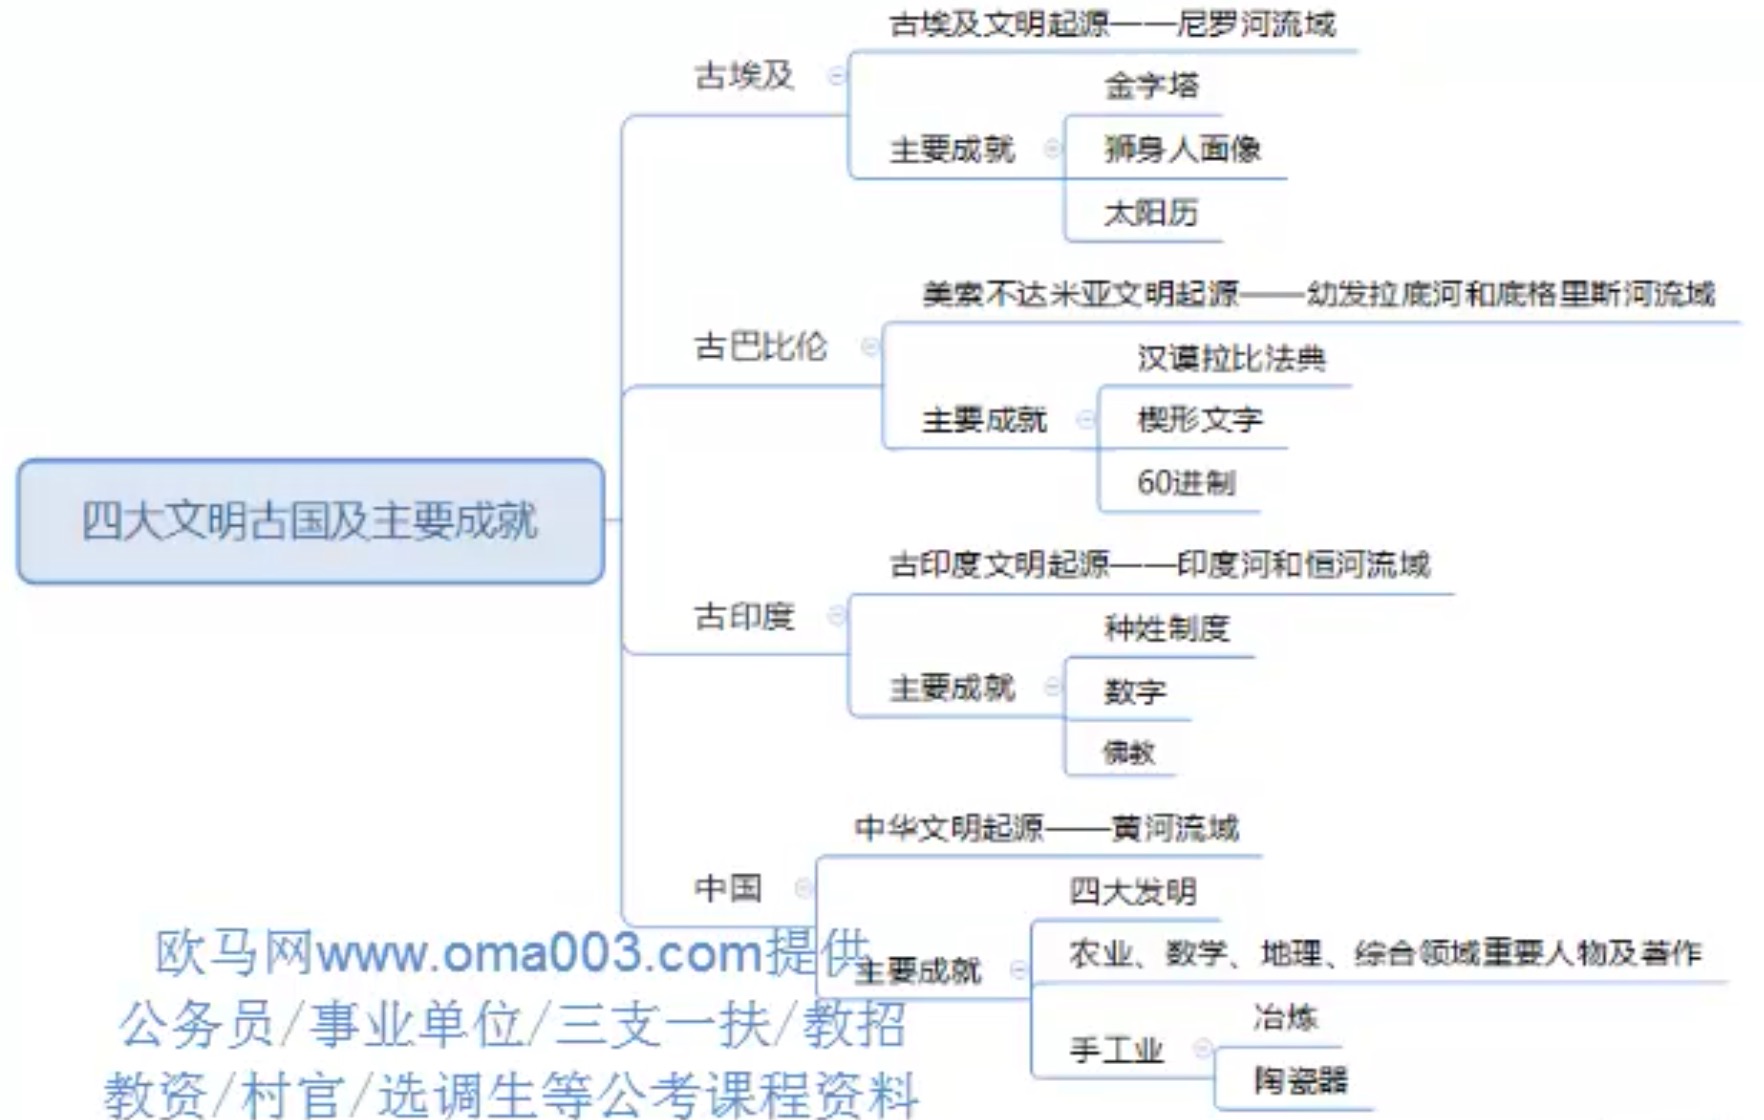 古埃及文明起源——尼罗河流域
古埃及
金字塔
主要成就
狮身人面像
太阳历
美索不达米亚文明起源——幼发拉底河和底格里斯河流域
古巴比伦
汉谟拉比法典
主要成就
楔形文字
60进制
四大文明古国及主要成就
古印度文明起源——印度河和恒河流域
古印度
种姓制度
主要成就
数字
佛教
中华文明起源——黄河流域
中国
四大发明
主要成就
农业、数学、地理、综合领域重要人物及著作
手工业
冶炼
陶瓷器
欧马网www.oma003.com提供
公务员/事业单位/三支一扶/教招
教资/村官/选调生等公考课程资料